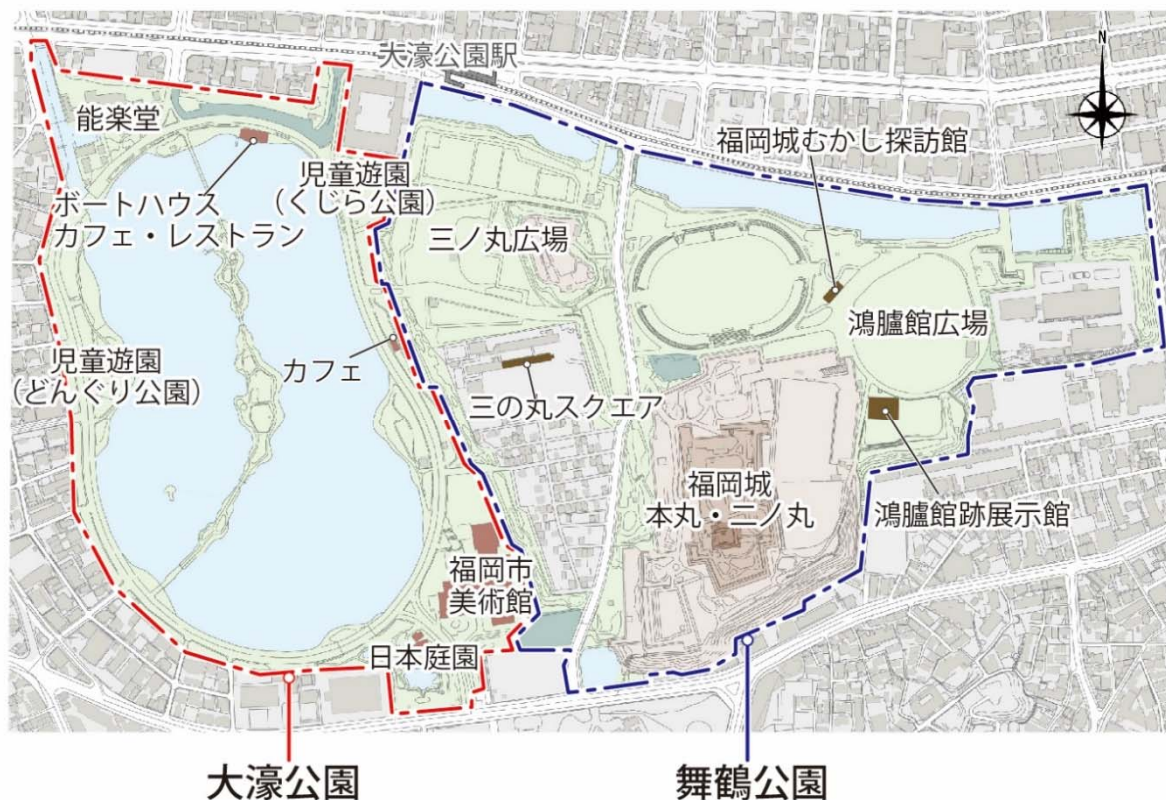 大濠公園駅
N
能楽堂
福岡城むかし探訪館
ボートハウス
カフェ・レストラン
児童遊園
(くじら公園)
三ノ丸広場
鴻臚館広場
児童遊園
(どんぐり公園)
カフェ
三の丸スクエア
福岡城
本丸・二ノ丸
鴻臚館跡展示館
福岡市
美術館
日本庭園
大濠公園
舞鶴公園